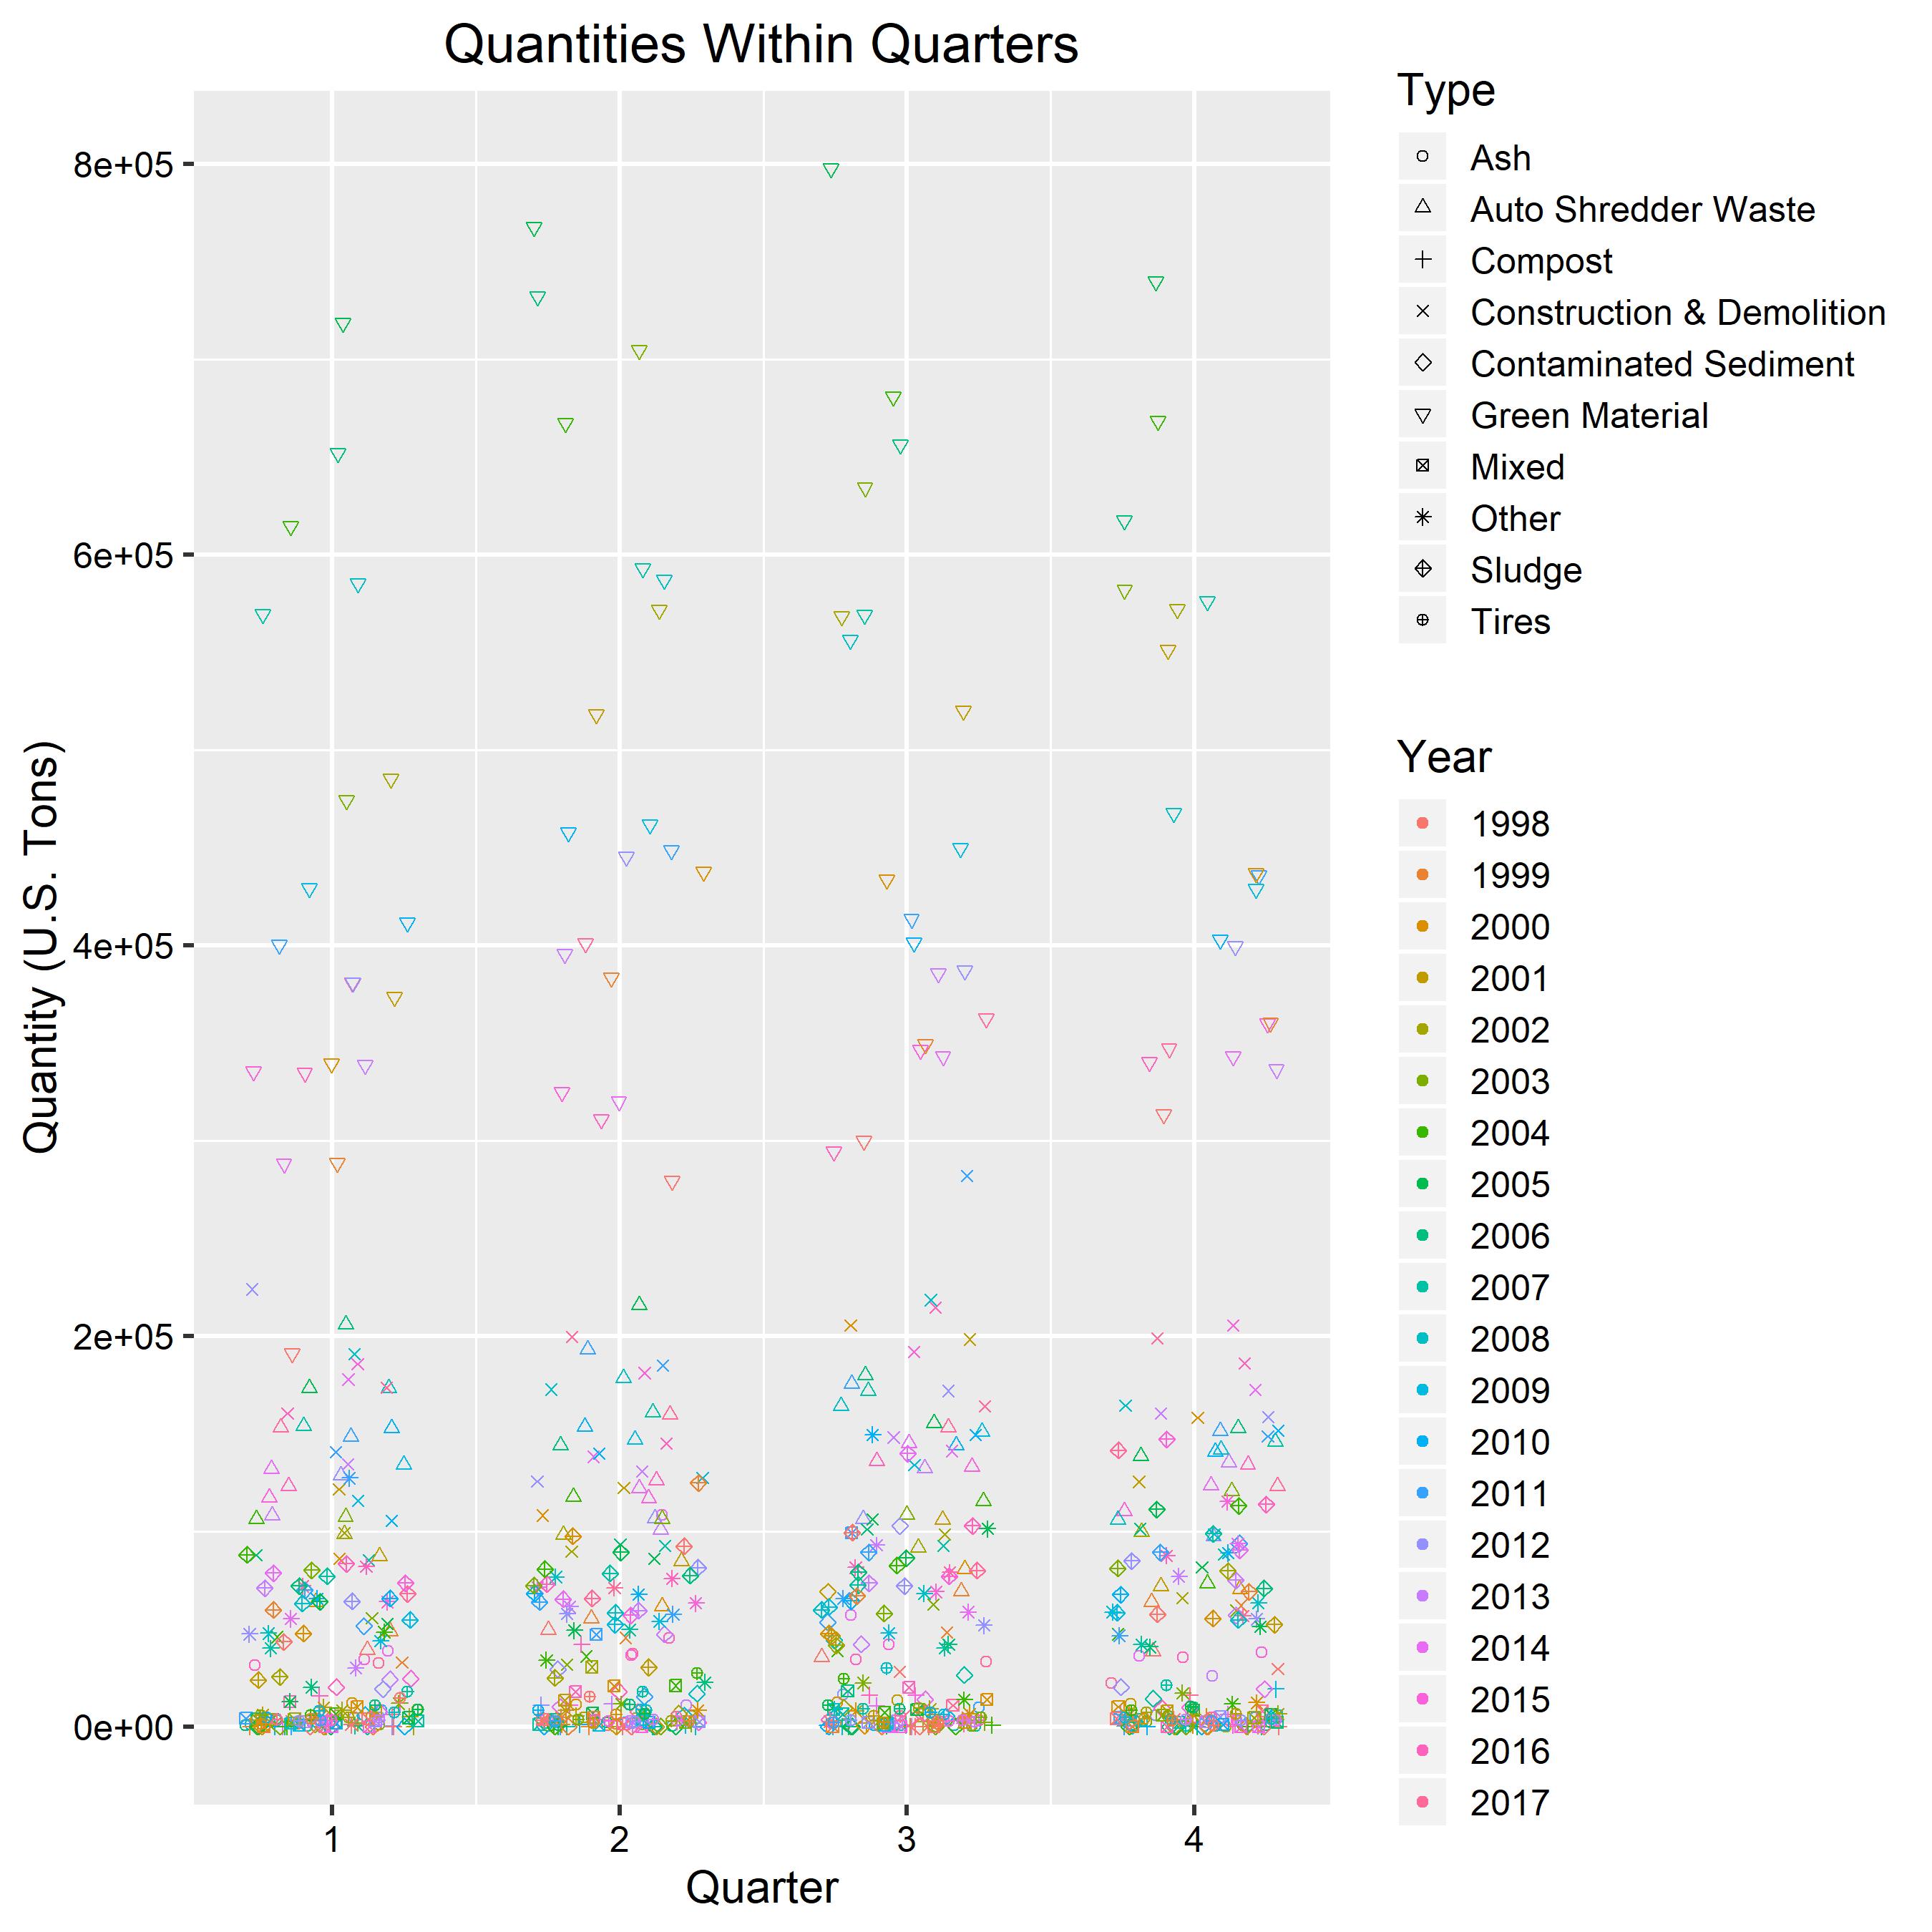 Quantities Within Quarters
Quantity (U.S. Tons)
8e+05
6e+05
4e+05
2e+05
0e+00
1 2 3 4
Quarter
Type
Ash
Auto Shredder Waste
Compost
Construction & Demolition
Contaminated Sediment
Green Material
Mixed
Other
Sludge
Tires
Year
1998
1999
2000
2001
2002
2003
2004
2005
2006
2007
2008
2009
2010
2011
2012
2013
2014
2015
2016
2017